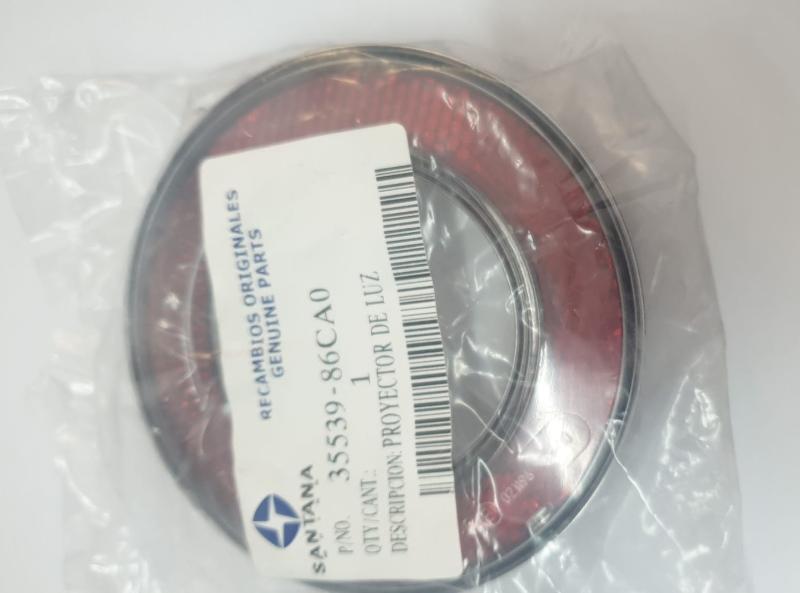 RECAMBIOS ORIGINALES
GENUINE PARTS
SANTANA
P/NO. 35539-86CA0
QTY/CANT.: 1
DESCRIPCION: PROYECTOR DE LUZ